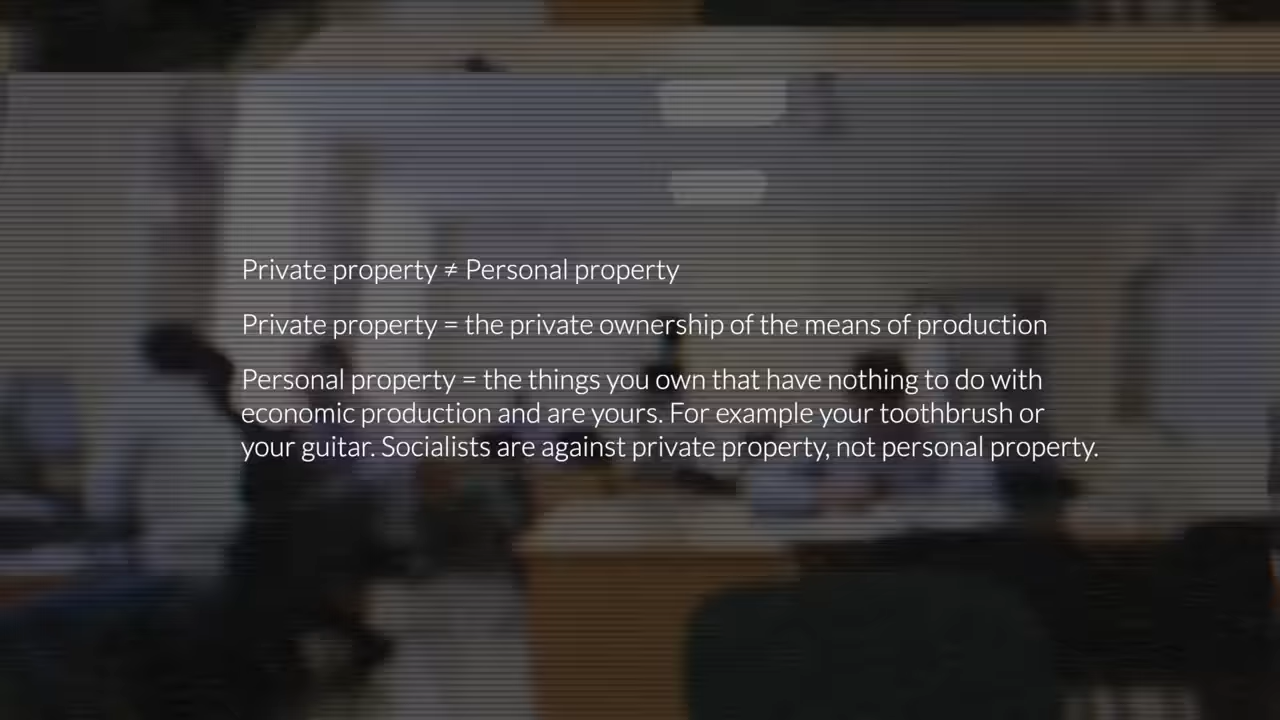 Private property ≠ Personal property
Private property = the private ownership of the means of production
Personal property = the things you own that have nothing to do with
economic production and are yours. For example your toothbrush or
your guitar. Socialists are against private property, not personal property.